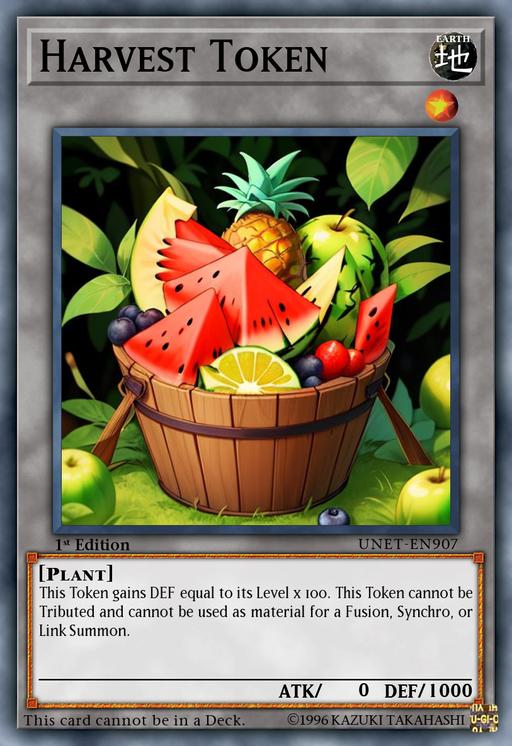 HARVEST TOKEN
EARTH
地
1st Edition
UNET-EN907
[PLANT]
This Token gains DEF equal to its Level x 100. This Token cannot be
Tributed and cannot be used as material for a Fusion, Synchro, or
Link Summon.
ATK/ 0 DEF/1000
This card cannot be in a Deck.
©1996 KAZUKI TAKAHASHI